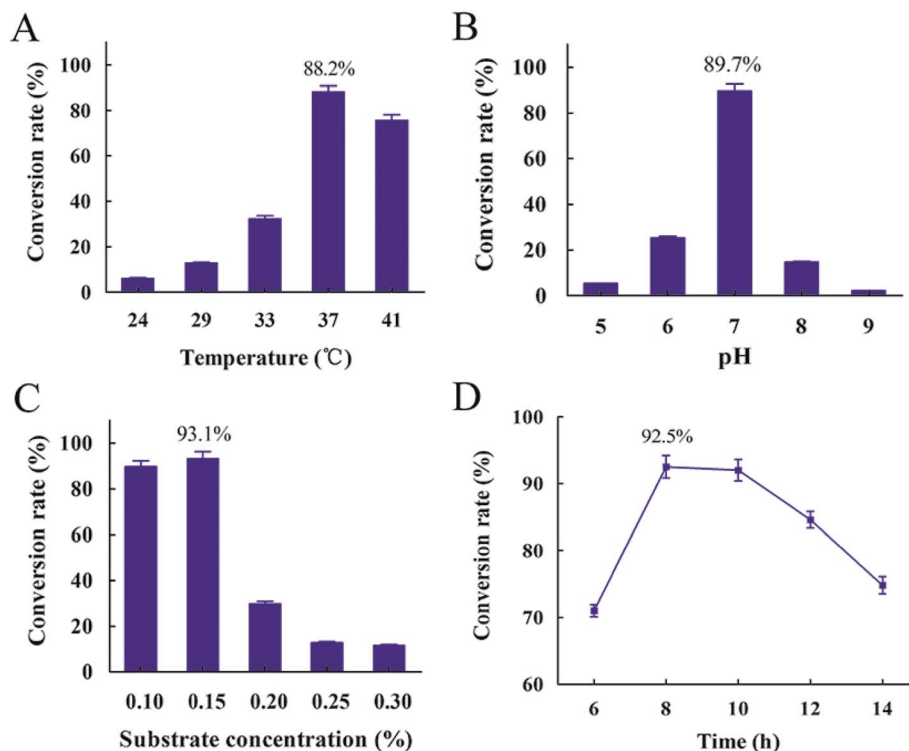 A
Conversion rate (%)
100
80
60
40
20
0
88.2%
24 29 33 37 41
Temperature (℃)
B
Conversion rate (%)
100
80
60
40
20
0
89.7%
5 6 7 8 9
pH
C
Conversion rate (%)
100
80
60
40
20
0
93.1%
0.10 0.15 0.20 0.25 0.30
Substrate concentration (%)
D
Conversion rate (%)
100
90
80
70
60
92.5%
6 8 10 12 14
Time (h)